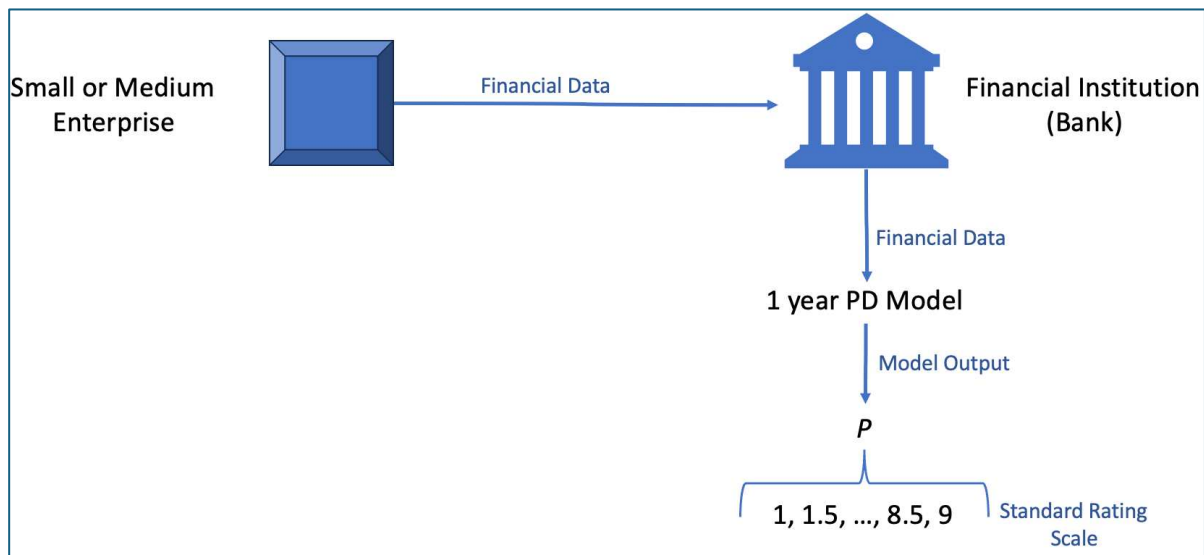 Small or Medium
Enterprise
Financial Data
Financial Institution
(Bank)
Financial Data
1 year PD Model
Model Output
P
1, 1.5, ..., 8.5, 9
Standard Rating
Scale